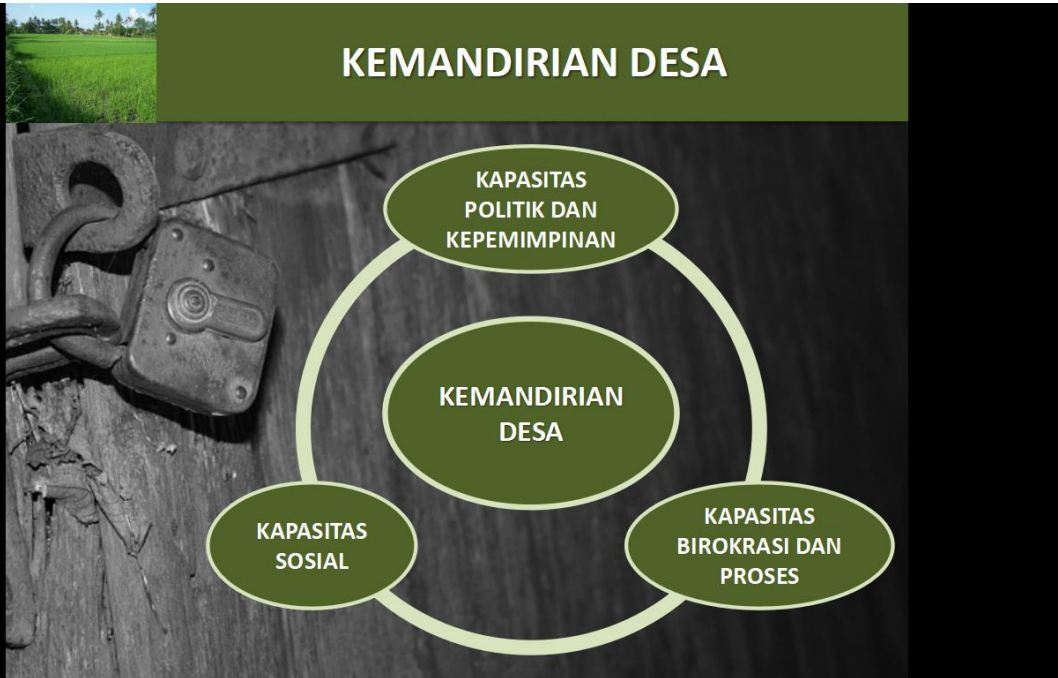 KEMANDIRIAN DESA
KAPASITAS
POLITIK DAN
KEPEMIMPINAN
KEMANDIRIAN
DESA
KAPASITAS
SOSIAL
KAPASITAS
BIROKRASI DAN
PROSES